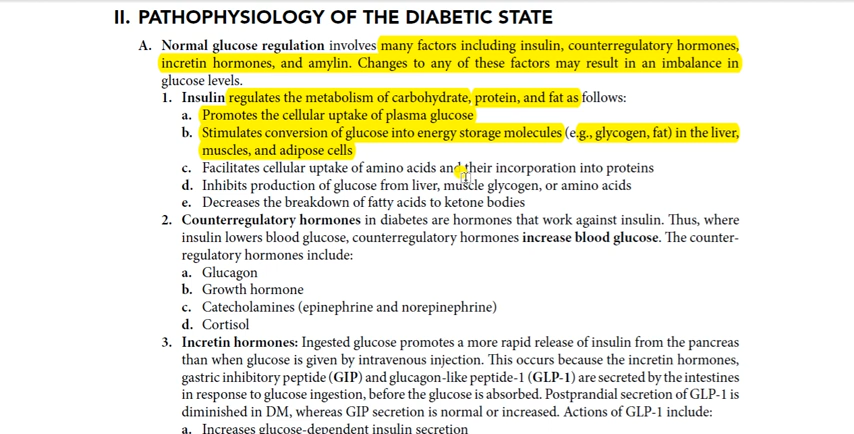 II. PATHOPHYSIOLOGY OF THE DIABETIC STATE
A. Normal glucose regulation involves many factors including insulin, counterregulatory hormones,
incretin hormones, and amylin. Changes to any of these factors may result in an imbalance in
glucose levels.
1. Insulin regulates the metabolism of carbohydrate, protein, and fat as follows:
a. Promotes the cellular uptake of plasma glucose
b. Stimulates conversion of glucose into energy storage molecules (e.g., glycogen, fat) in the liver,
muscles, and adipose cells
c. Facilitates cellular uptake of amino acids and their incorporation into proteins
d. Inhibits production of glucose from liver, muscle glycogen, or amino acids
e. Decreases the breakdown of fatty acids to ketone bodies
2. Counterregulatory hormones in diabetes are hormones that work against insulin. Thus, where
insulin lowers blood glucose, counterregulatory hormones increase blood glucose. The counter-
regulatory hormones include:
a. Glucagon
b. Growth hormone
c. Catecholamines (epinephrine and norepinephrine)
d. Cortisol
3. Incretin hormones: Ingested glucose promotes a more rapid release of insulin from the pancreas
than when glucose is given by intravenous injection. This occurs because the incretin hormones,
gastric inhibitory peptide (GIP) and glucagon-like peptide-1 (GLP-1) are secreted by the intestines
in response to glucose ingestion, before the glucose is absorbed. Postprandial secretion of GLP-1 is
diminished in DM, whereas GIP secretion is normal or increased. Actions of GLP-1 include:
a. Increases glucose-dependent insulin secretion